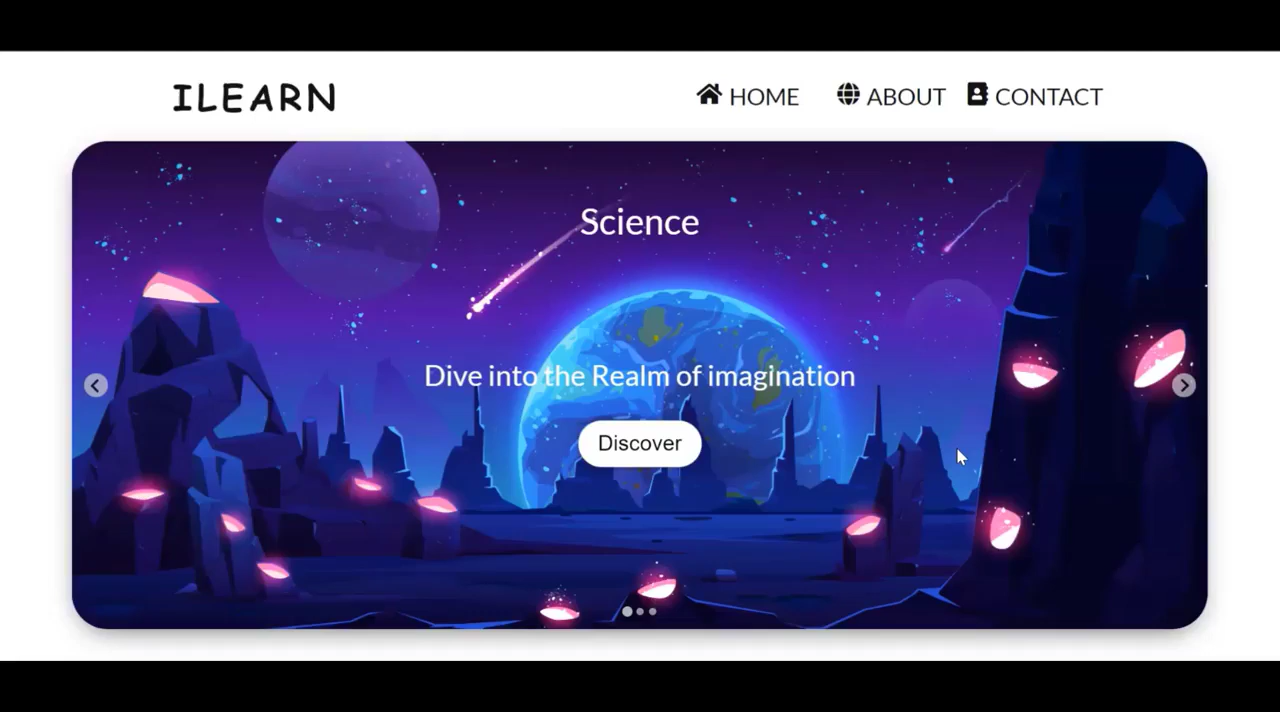 ILEARN
HOME ABOUT CONTACT
Science
Dive into the Realm of imagination
Discover